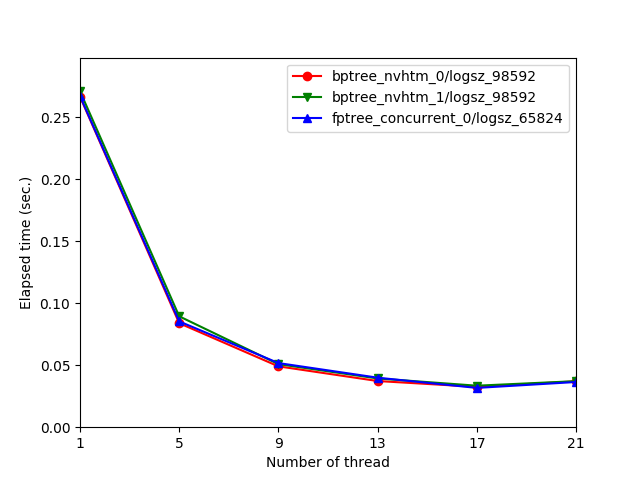 bptree_nvhtm_0/logsz_98592
bptree_nvhtm_1/logsz_98592
fptree_concurrent_0/logsz_65824
Elapsed time (sec.)
0.25
0.20
0.15
0.10
0.05
0.00
1 5 9 13 17 21
Number of thread